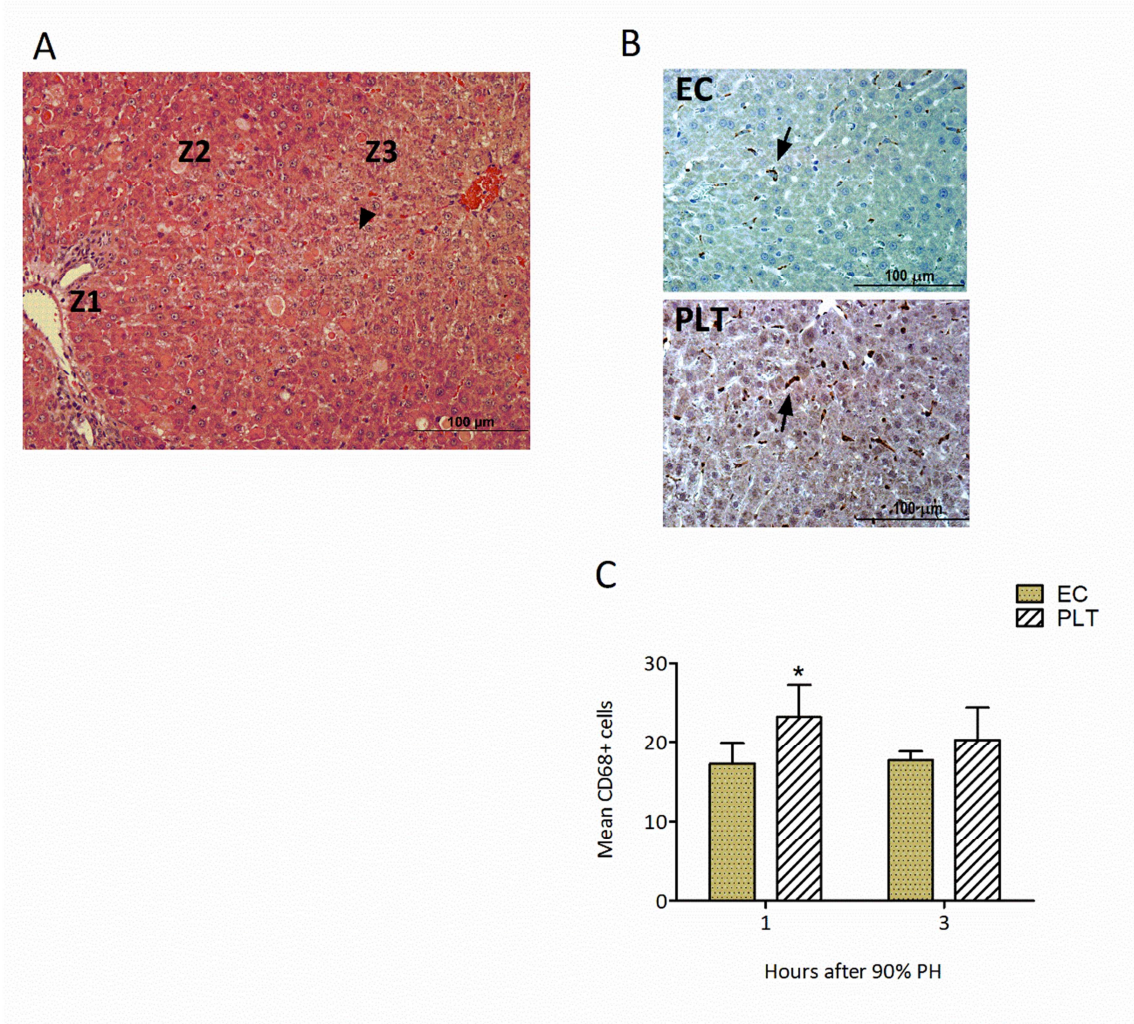 A
B
Z2
Z3
Z1
100 μm
EC
100 μm
PLT
100 μm
C
EC
PLT
*
30
20
10
0
Mean CD68+ cells
1
3
Hours after 90% PH